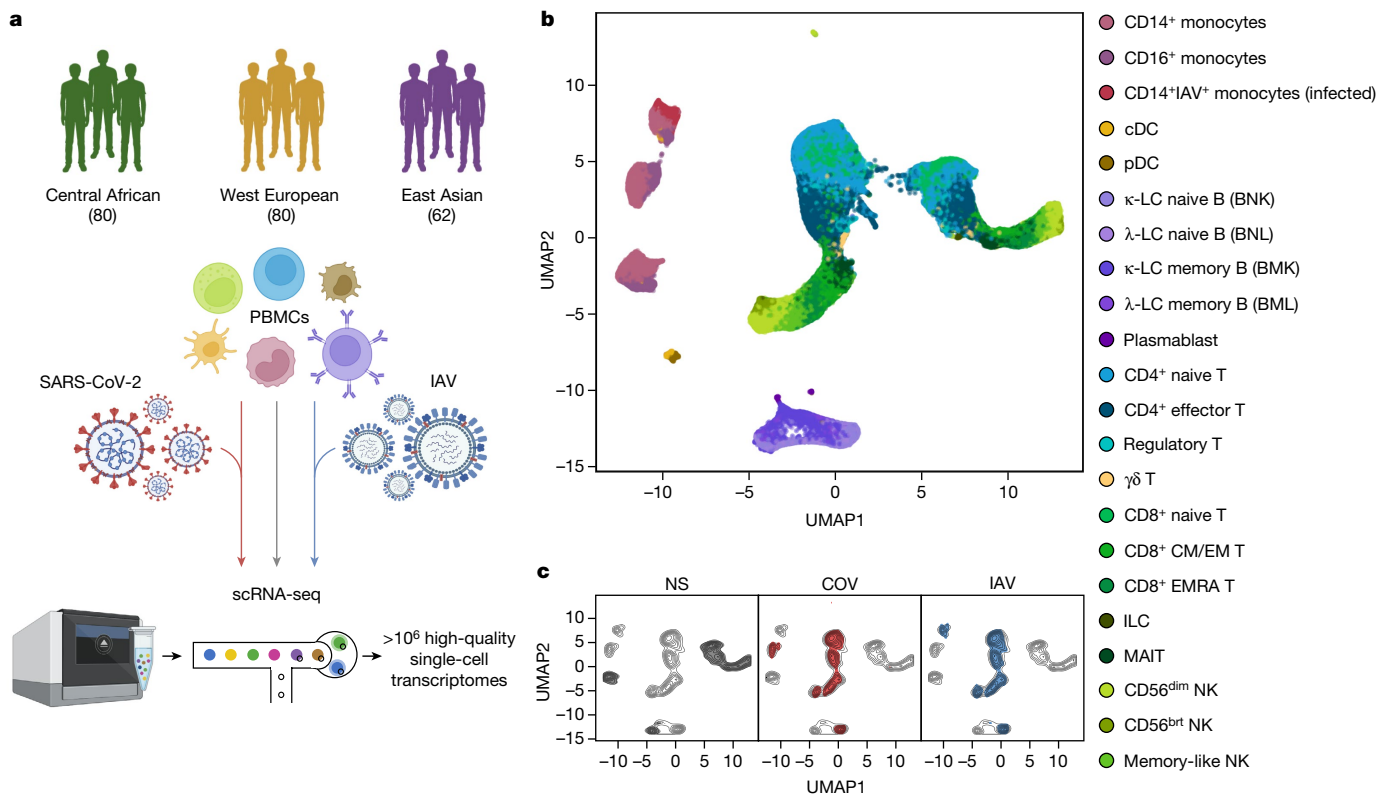 a
Central African
(80)
West European
(80)
East Asian
(62)
PBMCs
SARS-CoV-2
IAV
scRNA-seq
>10⁶ high-quality
single-cell
transcriptomes
b
10
5
0
−5
−10
−15
UMAP2
−10
−5
0
5
10
UMAP1
CD14⁺ monocytes
CD16⁺ monocytes
CD14⁺IAV⁺ monocytes (infected)
cDC
pDC
κ-LC naive B (BNK)
λ-LC naive B (BNL)
κ-LC memory B (BMK)
λ-LC memory B (BML)
Plasmablast
CD4⁺ naive T
CD4⁺ effector T
Regulatory T
γδ T
CD8⁺ naive T
CD8⁺ CM/EM T
CD8⁺ EMRA T
ILC
MAIT
CD56ᵈⁱᵐ NK
CD56ᵇʳᵗ NK
Memory-like NK
c
NS
COV
IAV
10
5
0
−5
−10
−15
UMAP2
−10 −5 0 5 10
−10 −5 0 5 10
−10 −5 0 5 10
UMAP1